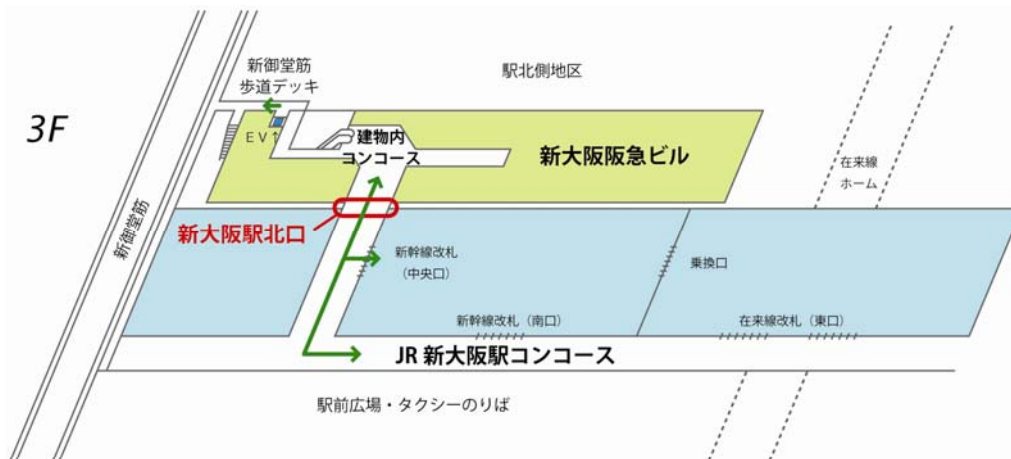 3F
新御堂筋
歩道デッキ
駅北側地区
EV↑
建物内
コンコース
新大阪阪急ビル
在来線
ホーム
新御堂筋
新大阪駅北口
新幹線改札
(中央口)
乗換口
新幹線改札(南口)
在来線改札(東口)
JR 新大阪駅コンコース
駅前広場・タクシーのりば